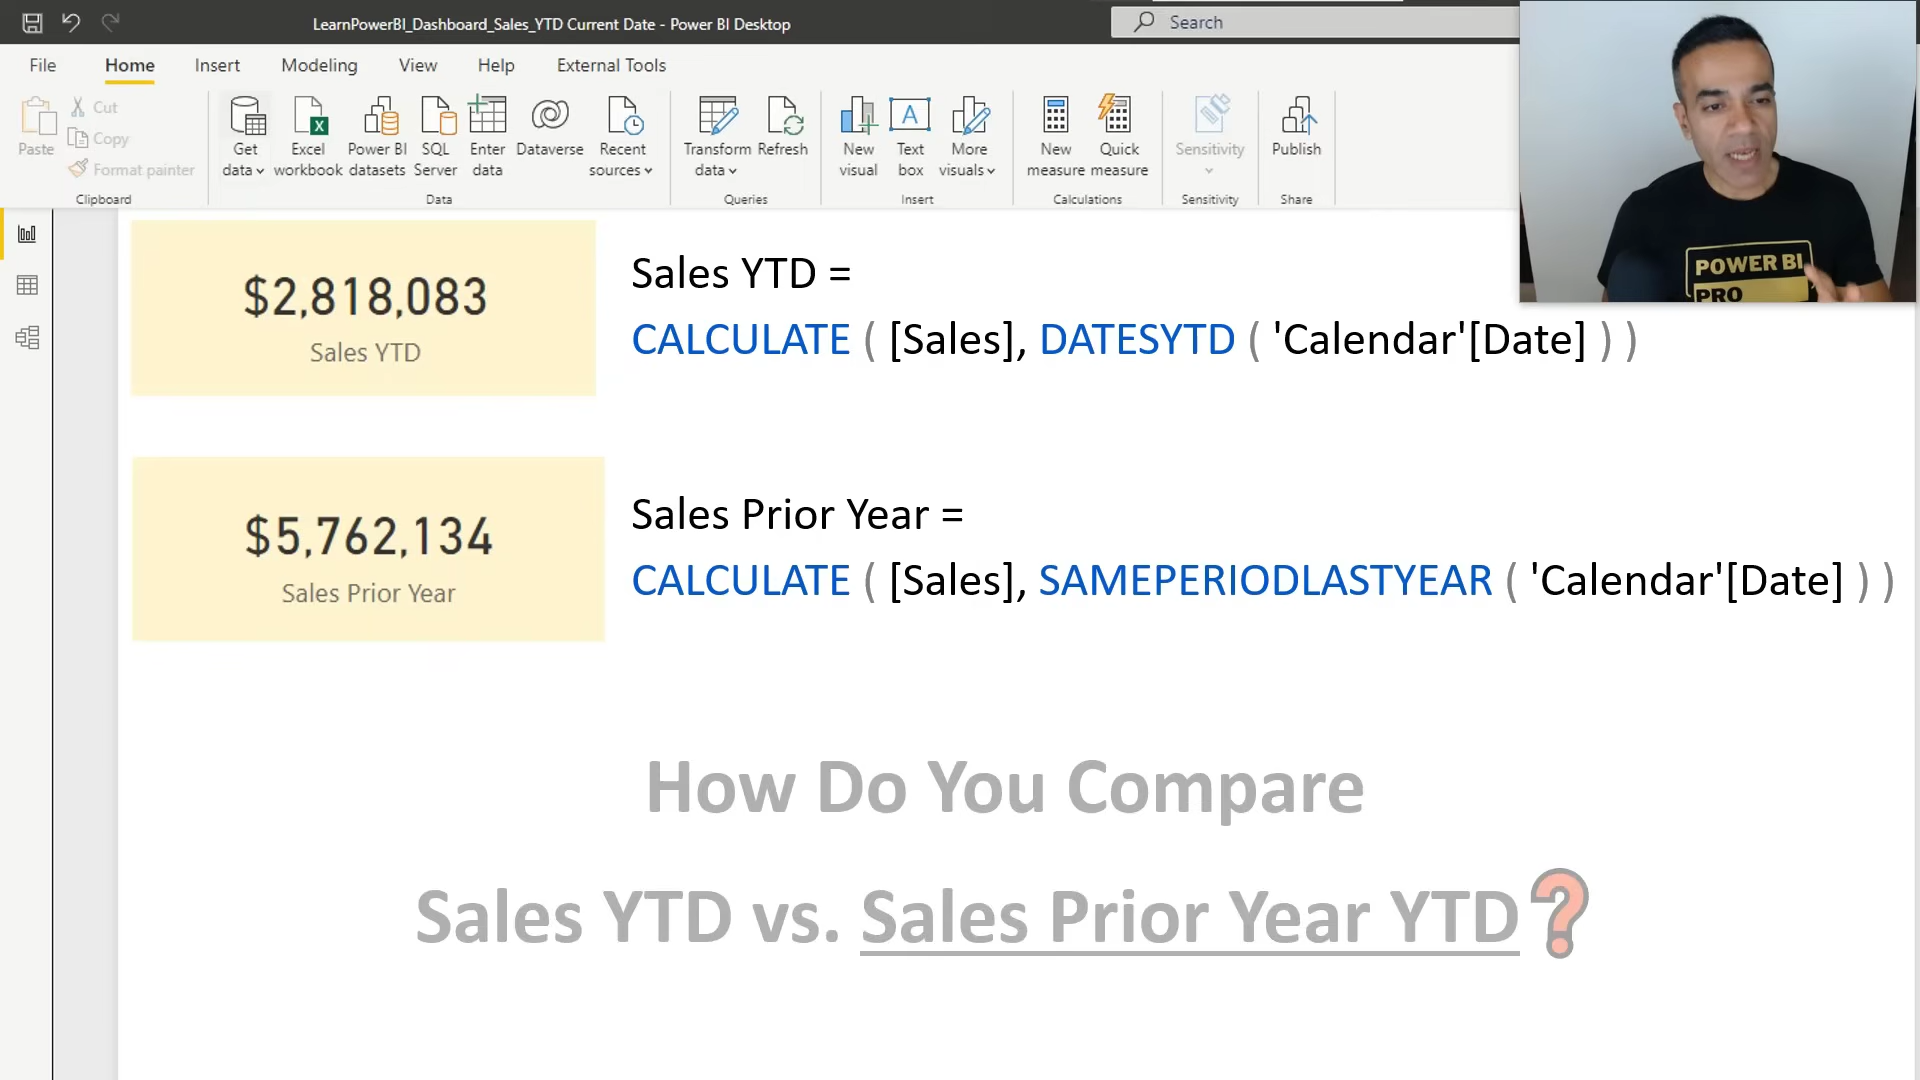 LearnPowerBI_Dashboard_Sales_YTD Current Date - Power BI Desktop
Search
File Home Insert Modeling View Help External Tools
Paste
Cut
Copy
Format painter
Clipboard
Get data
Excel workbook
Power BI datasets
SQL Server
Enter data
Dataverse
Recent sources
Data
Transform data
Refresh
Queries
New visual
Text box
More visuals
Insert
New measure
Quick measure
Calculations
Sensitivity
Sensitivity
Publish
Share
POWER BI
PRO
$2,818,083
Sales YTD
Sales YTD =
CALCULATE ( [Sales], DATESYTD ( 'Calendar'[Date] ) )
$5,762,134
Sales Prior Year
Sales Prior Year =
CALCULATE ( [Sales], SAMEPERIODLASTYEAR ( 'Calendar'[Date] ) )
How Do You Compare
Sales YTD vs. Sales Prior Year YTD❓